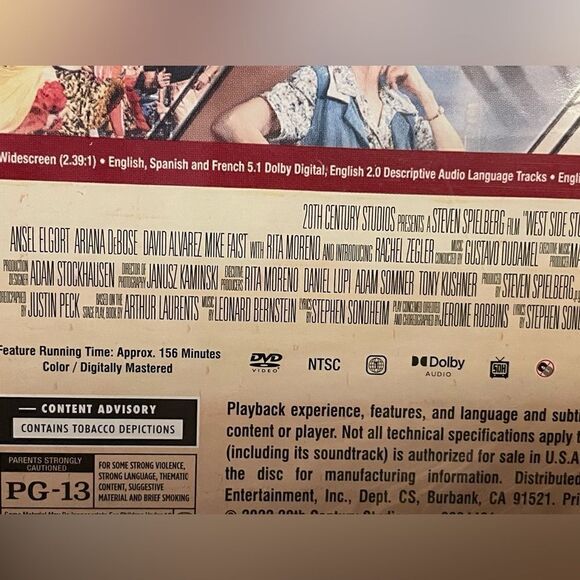 Widescreen (2.39:1) • English, Spanish and French 5.1 Dolby Digital, English 2.0 Descriptive Audio Language Tracks • Engli
20TH CENTURY STUDIOS PRESENTS A STEVEN SPIELBERG FILM "WEST SIDE STO
ANSEL ELGORT ARIANA DeBOSE DAVID ALVAREZ MIKE FAIST WITH RITA MORENO AND INTRODUCING RACHEL ZEGLER MUSIC CONDUCTED BY GUSTAVO DUDAMEL EXECUTIVE MUSIC
PRODUCTION DESIGNER ADAM STOCKHAUSEN DIRECTOR OF PHOTOGRAPHY JANUSZ KAMINSKI EXECUTIVE PRODUCERS RITA MORENO DANIEL LUPI ADAM SOMNER TONY KUSHNER PRODUCED BY STEVEN SPIELBERG,
JUSTIN PECK BASED ON THE STAGE PLAY, BOOK BY ARTHUR LAURENTS MUSIC BY LEONARD BERNSTEIN LYRICS BY STEPHEN SONDHEIM PLAY CONCEIVED, DIRECTED AND CHOREOGRAPHED BY JEROME ROBBINS LYRICS BY STEPHEN SON
Feature Running Time: Approx. 156 Minutes
Color / Digitally Mastered
DVD VIDEO NTSC Dolby AUDIO SDH
CONTENT ADVISORY
CONTAINS TOBACCO DEPICTIONS
PARENTS STRONGLY CAUTIONED
PG-13
FOR SOME STRONG VIOLENCE,
STRONG LANGUAGE, THEMATIC
CONTENT, SUGGESTIVE
MATERIAL AND BRIEF SMOKING
Some Material May Be
Playback experience, features, and language and subti
content or player. Not all technical specifications apply f
(including its soundtrack) is authorized for sale in U.S.A
the disc for manufacturing information. Distributed
Entertainment, Inc., Dept. CS, Burbank, CA 91521. Pri